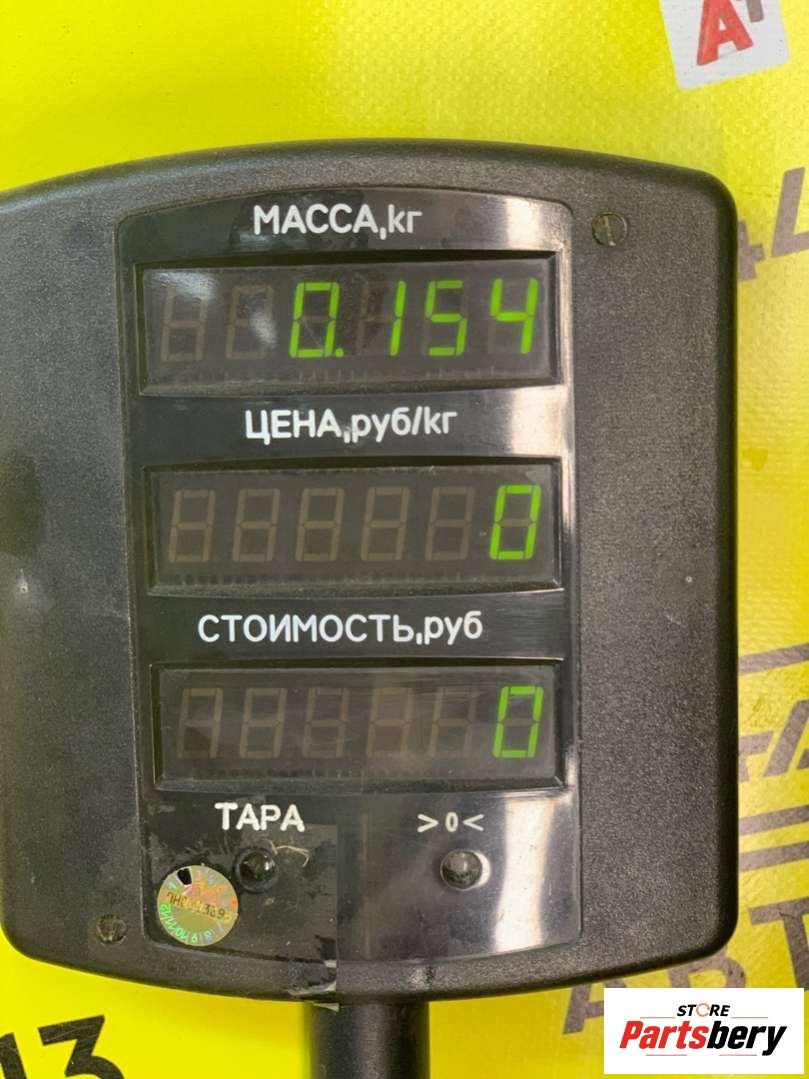 МАССА,кг
0.154
ЦЕНА,руб/кг
0
СТОИМОСТЬ,руб
0
ТАРА >0<
STORE
Partsbery